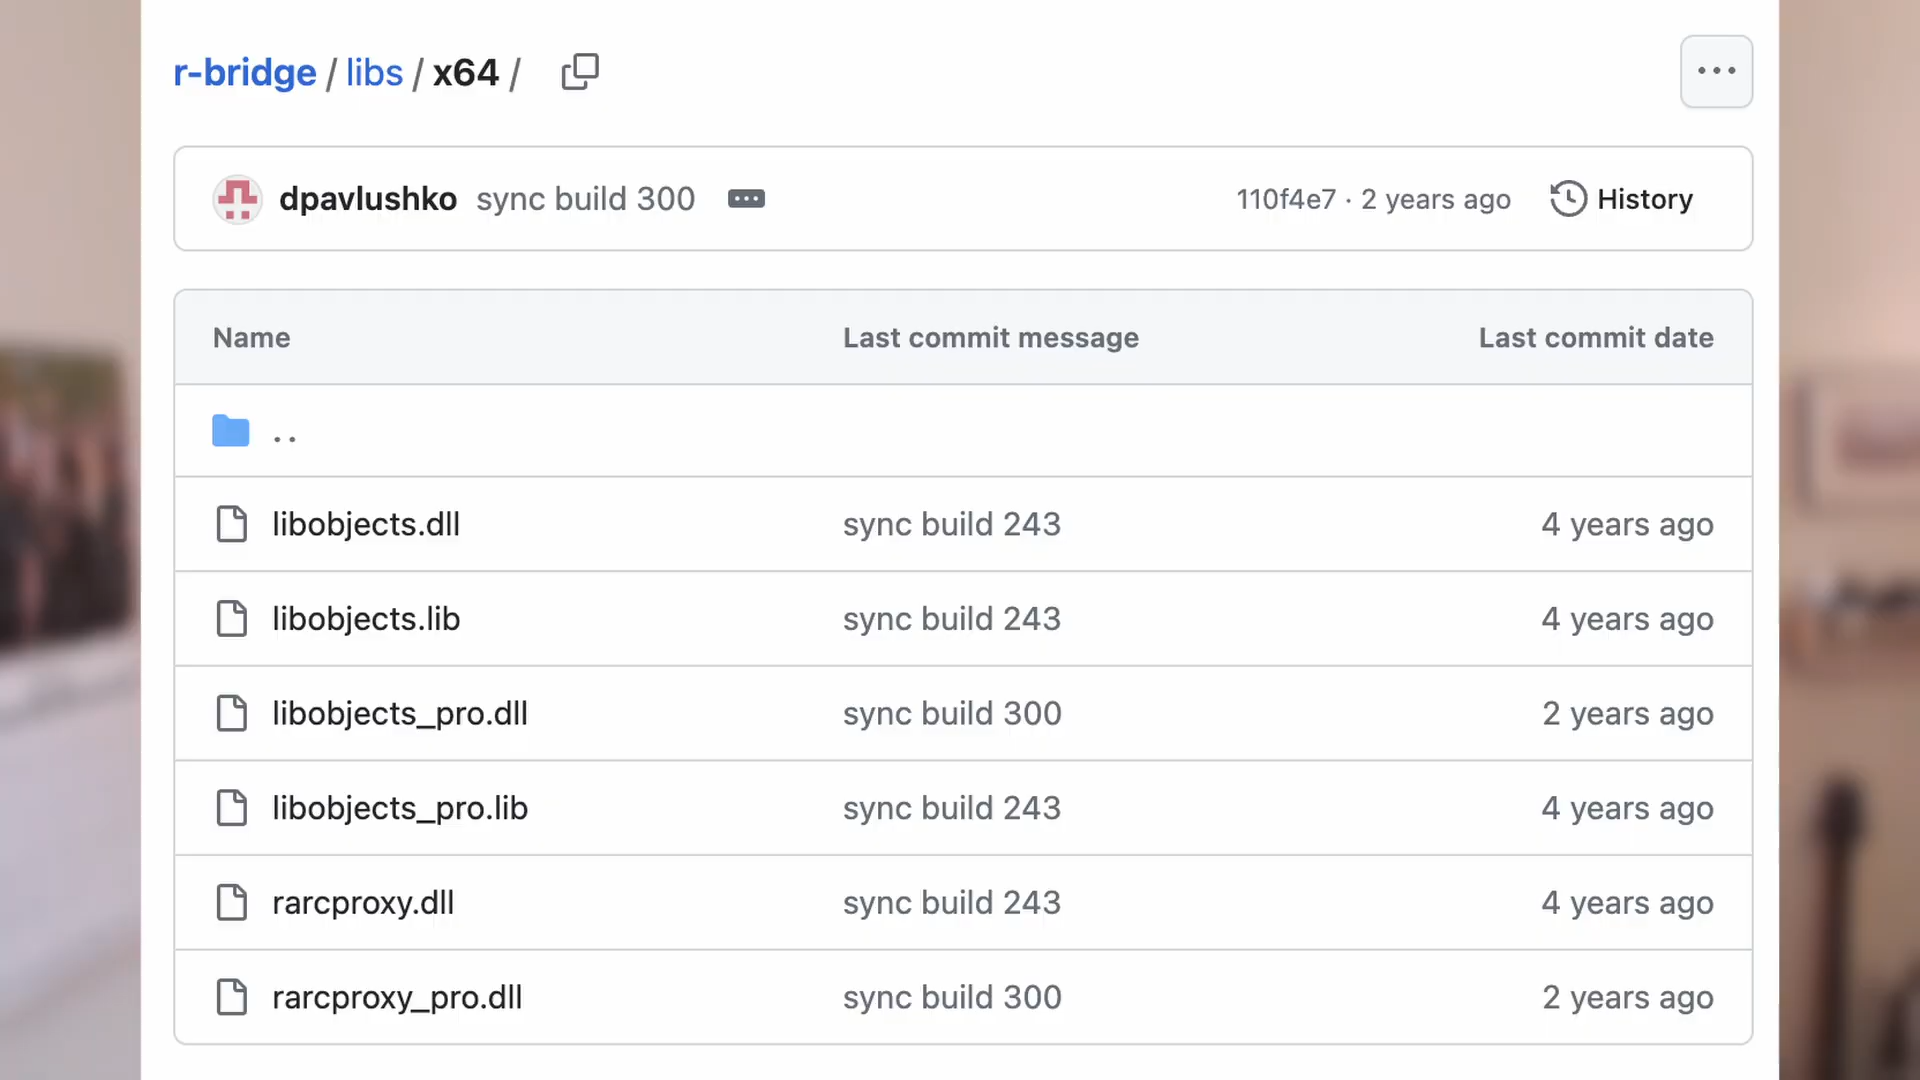 r-bridge / libs / x64 /
dpavlushko sync build 300 110f4e7 · 2 years ago History
Name Last commit message Last commit date
..
libobjects.dll sync build 243 4 years ago
libobjects.lib sync build 243 4 years ago
libobjects_pro.dll sync build 300 2 years ago
libobjects_pro.lib sync build 243 4 years ago
rarcproxy.dll sync build 243 4 years ago
rarcproxy_pro.dll sync build 300 2 years ago